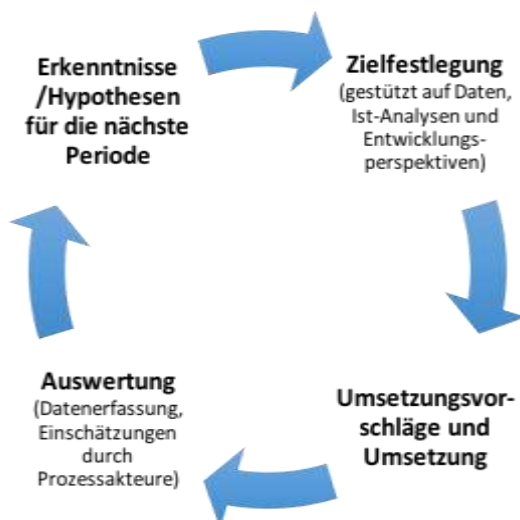 Erkenntnisse
/Hypothesen
für die nächste
Periode
Zielfestlegung
(gestützt auf Daten,
Ist-Analysen und
Entwicklungs-
perspektiven)
Umsetzungsvor-
schläge und
Umsetzung
Auswertung
(Datenerfassung,
Einschätzungen
durch
Prozessakteure)